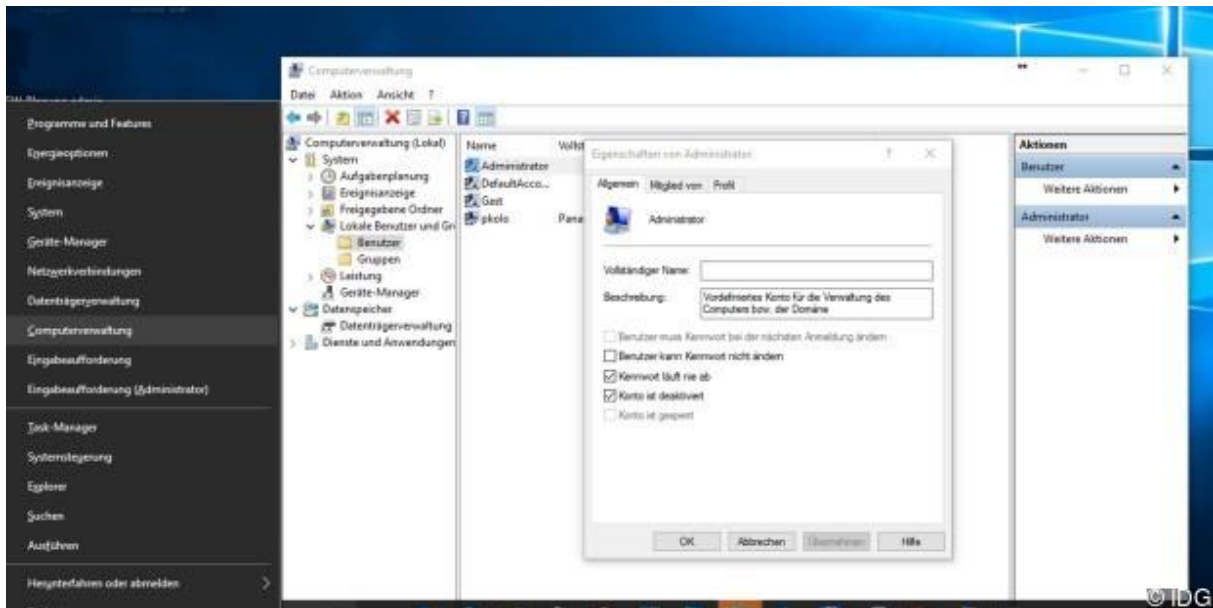 Programme und Features
Energieoptionen
Ereignisanzeige
System
Geräte-Manager
Netzwerkverbindungen
Datenträgerverwaltung
Computerverwaltung
Eingabeaufforderung
Eingabeaufforderung (Administrator)
Task-Manager
Systemsteuerung
Explorer
Suchen
Ausführen
Herunterfahren oder abmelden
Computerverwaltung
Datei Aktion Ansicht ?
Computerverwaltung (Lokal)
System
Aufgabenplanung
Ereignisanzeige
Freigegebene Ordner
Lokale Benutzer und Gr
Benutzer
Gruppen
Leistung
Geräte-Manager
Datenspeicher
Datenträgerverwaltung
Dienste und Anwendungen
Name Vollst
Administrator
DefaultAcco...
Gast
pkolo Pana
Eigenschaften von Administrator ?
Allgemein Mitglied von Profil
Administrator
Vollständiger Name:
Beschreibung: Vordefiniertes Konto für die Verwaltung des
Computers bzw. der Domäne
Benutzer muss Kennwort bei der nächsten Anmeldung ändern
Benutzer kann Kennwort nicht ändern
Kennwort läuft nie ab
Konto ist deaktiviert
Konto ist gesperrt
OK Abbrechen Übernehmen Hilfe
Aktionen
Benutzer
Weitere Aktionen
Administrator
Weitere Aktionen
© IDG